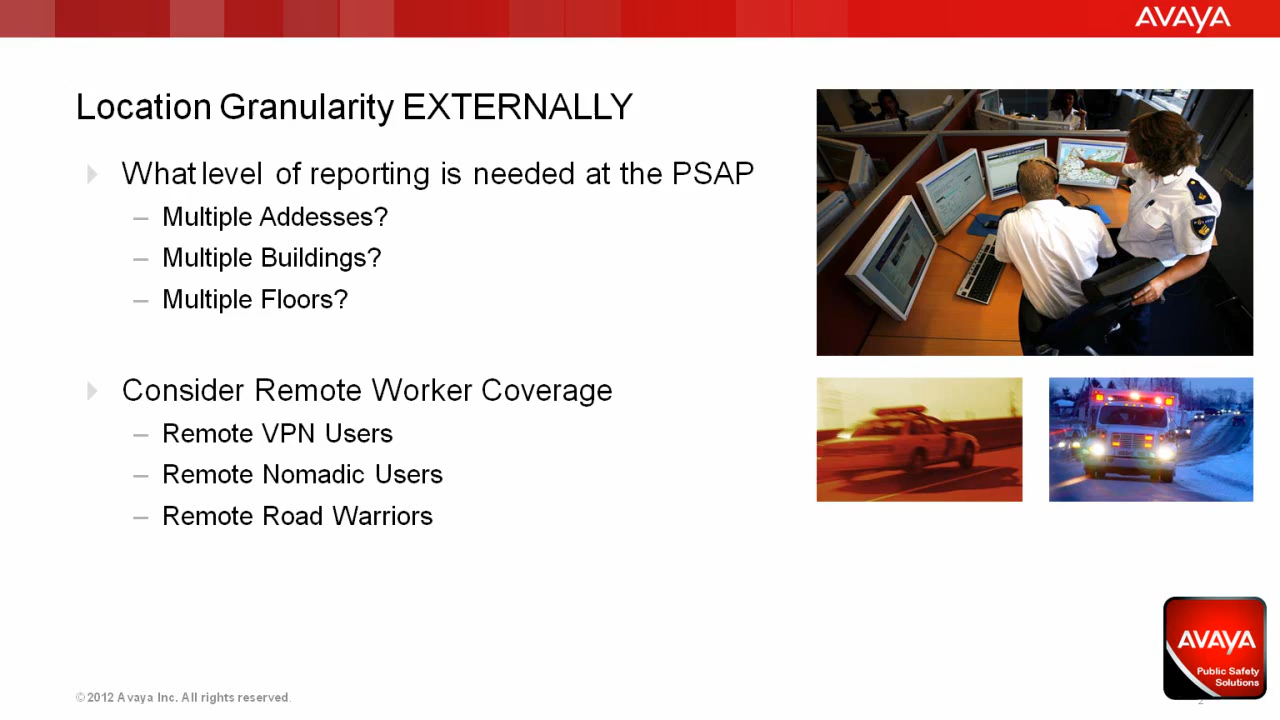 AVAYA
Location Granularity EXTERNALLY
What level of reporting is needed at the PSAP
– Multiple Addesses?
– Multiple Buildings?
– Multiple Floors?
Consider Remote Worker Coverage
– Remote VPN Users
– Remote Nomadic Users
– Remote Road Warriors
AVAYA
Public Safety
Solutions
© 2012 Avaya Inc. All rights reserved.
2